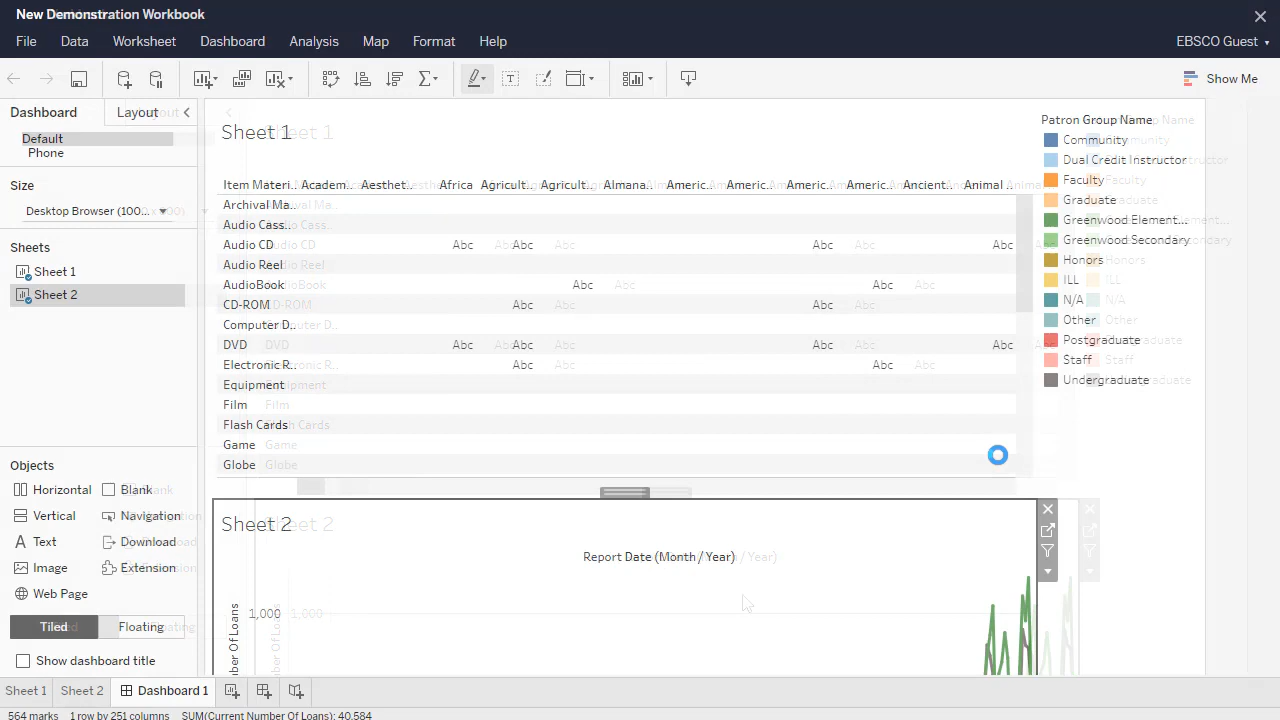 New Demonstration Workbook
File Data Worksheet Dashboard Analysis Map Format Help
EBSCO Guest
Show Me
Dashboard Layout
Default
Phone
Size
Desktop Browser (100...
Sheets
Sheet 1
Sheet 2
Objects
Horizontal Blank
Vertical Navigation
Text Download
Image Extension
Web Page
Tiled Floating
Show dashboard title
Sheet 1
Item Materi.. Academ.. Aesthet.. Africa Agricult.. Agricult.. Almana.. Americ.. Americ.. Americ.. Americ.. Ancient.. Animal ..
Archival Ma..
Audio Cass..
Audio CD Abc Abc Abc Abc
Audio Reel
AudioBook Abc Abc
CD-ROM Abc Abc
Computer D..
DVD Abc Abc Abc Abc
Electronic R.. Abc Abc
Equipment
Film
Flash Cards
Game
Globe
Patron Group Name
Community
Dual Credit Instructor
Faculty
Graduate
Greenwood Element...
Greenwood Secondary
Honors
ILL
N/A
Other
Postgraduate
Staff
Undergraduate
Sheet 2
Report Date (Month / Year)
1,000
Of Loans
Sheet 1 Sheet 2 Dashboard 1
564 marks 1 row by 251 columns SUM(Current Number Of Loans): 40,584